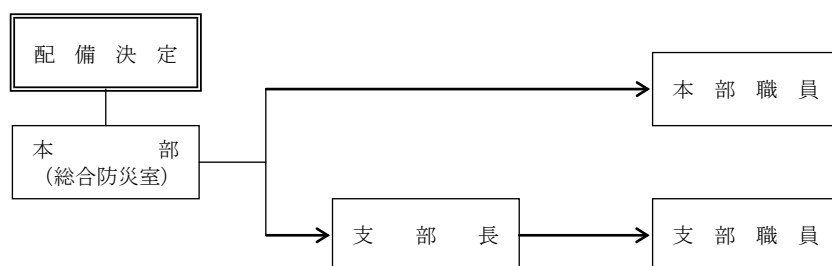 配備決定
本部職員
本部
(総合防災室)
支部長
支部職員